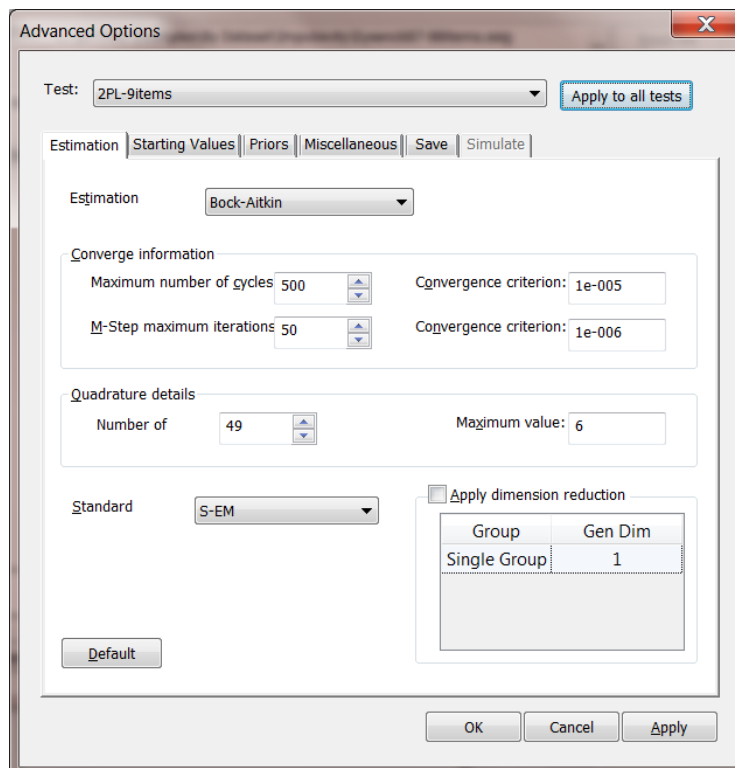 Advanced Options
X
Test: 2PL-9items Apply to all tests
Estimation Starting Values Priors Miscellaneous Save Simulate
Estimation Bock-Aitkin
Converge information
Maximum number of cycles 500 Convergence criterion: 1e-005
M-Step maximum iterations 50 Convergence criterion: 1e-006
Quadrature details
Number of 49 Maximum value: 6
Standard S-EM
Apply dimension reduction
Group Gen Dim
Single Group 1
Default
OK Cancel Apply